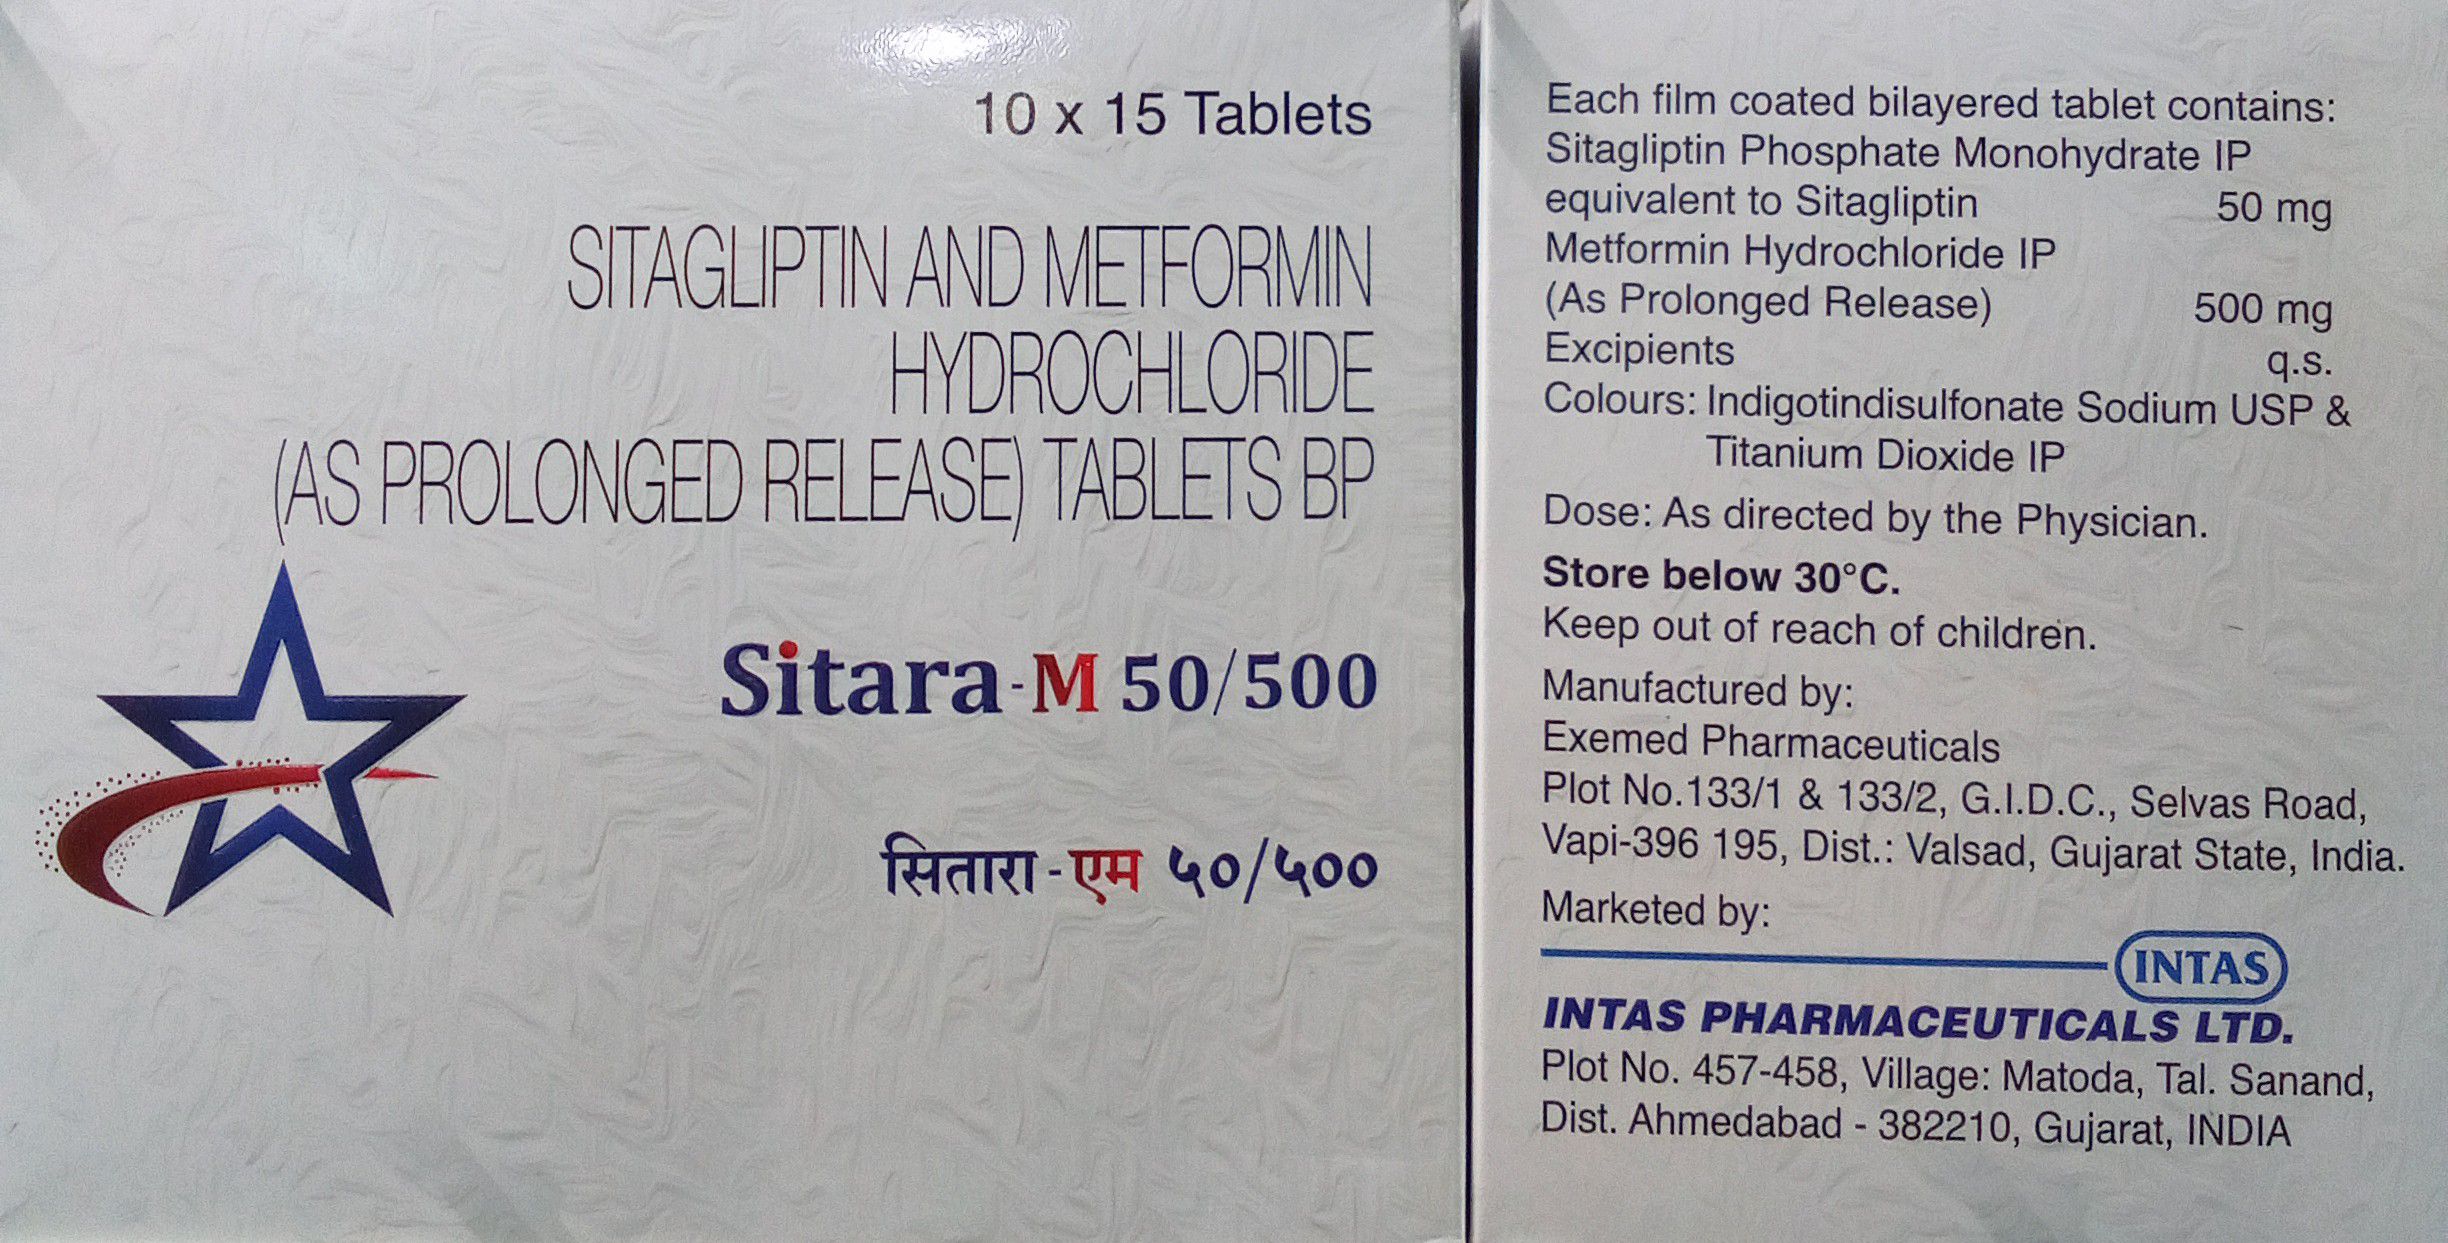 10 x 15 Tablets
SITAGLIPTIN AND METFORMIN
HYDROCHLORIDE
(AS PROLONGED RELEASE) TABLETS BP
Sitara-M 50/500
सितारा-एम ५०/५००
Each film coated bilayered tablet contains:
Sitagliptin Phosphate Monohydrate IP
equivalent to Sitagliptin 50 mg
Metformin Hydrochloride IP
(As Prolonged Release) 500 mg
Excipients q.s.
Colours: Indigotindisulfonate Sodium USP &
Titanium Dioxide IP
Dose: As directed by the Physician.
Store below 30°C.
Keep out of reach of children.
Manufactured by:
Exemed Pharmaceuticals
Plot No.133/1 & 133/2, G.I.D.C., Selvas Road,
Vapi-396 195, Dist.: Valsad, Gujarat State, India.
Marketed by:
INTAS
INTAS PHARMACEUTICALS LTD.
Plot No. 457-458, Village: Matoda, Tal. Sanand,
Dist. Ahmedabad - 382210, Gujarat, INDIA